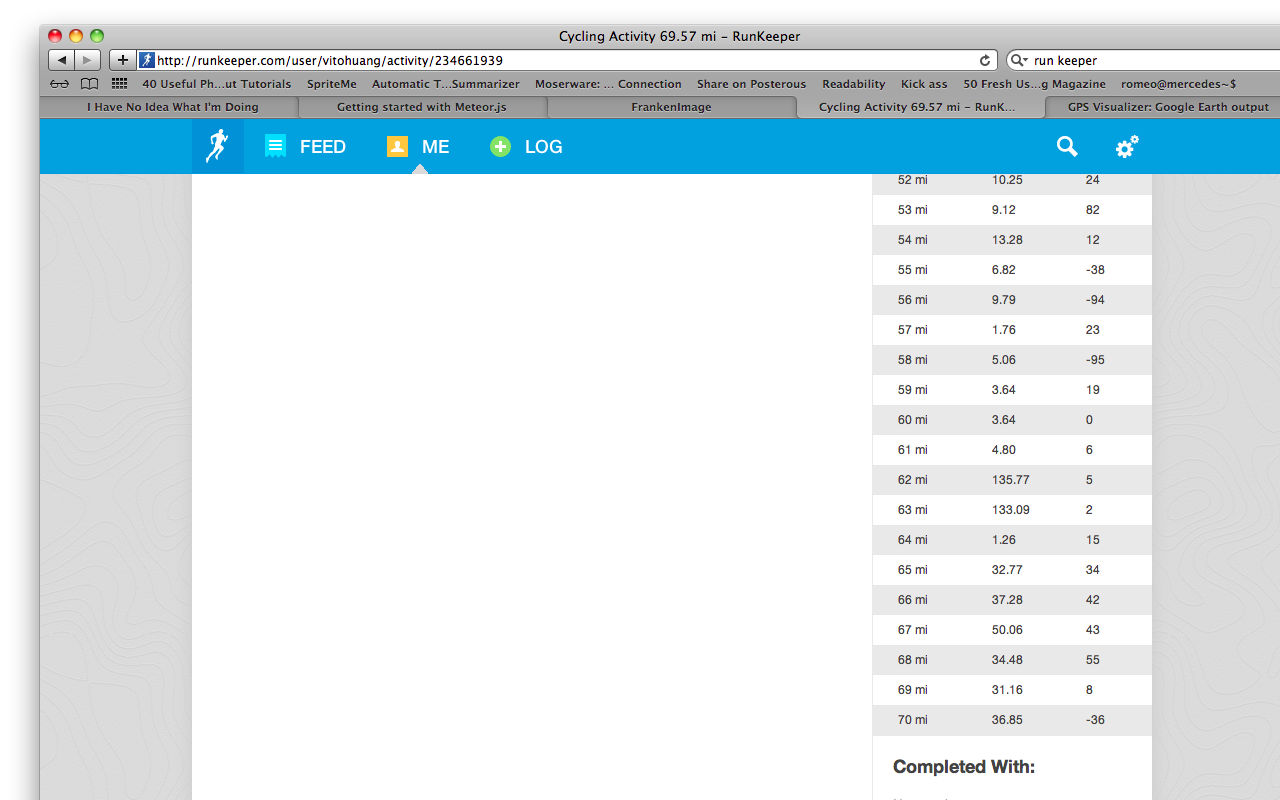 Cycling Activity 69.57 mi – RunKeeper
http://runkeeper.com/user/vitohuang/activity/234661939
run keeper
40 Useful Ph...ut Tutorials SpriteMe Automatic T...Summarizer Moserware: ... Connection Share on Posterous Readability Kick ass 50 Fresh Us...g Magazine romeo@mercedes~$
I Have No Idea What I'm Doing Getting started with Meteor.js FrankenImage Cycling Activity 69.57 mi – RunK... GPS Visualizer: Google Earth output
FEED ME LOG
52 mi 10.25 24
53 mi 9.12 82
54 mi 13.28 12
55 mi 6.82 -38
56 mi 9.79 -94
57 mi 1.76 23
58 mi 5.06 -95
59 mi 3.64 19
60 mi 3.64 0
61 mi 4.80 6
62 mi 135.77 5
63 mi 133.09 2
64 mi 1.26 15
65 mi 32.77 34
66 mi 37.28 42
67 mi 50.06 43
68 mi 34.48 55
69 mi 31.16 8
70 mi 36.85 -36
Completed With: